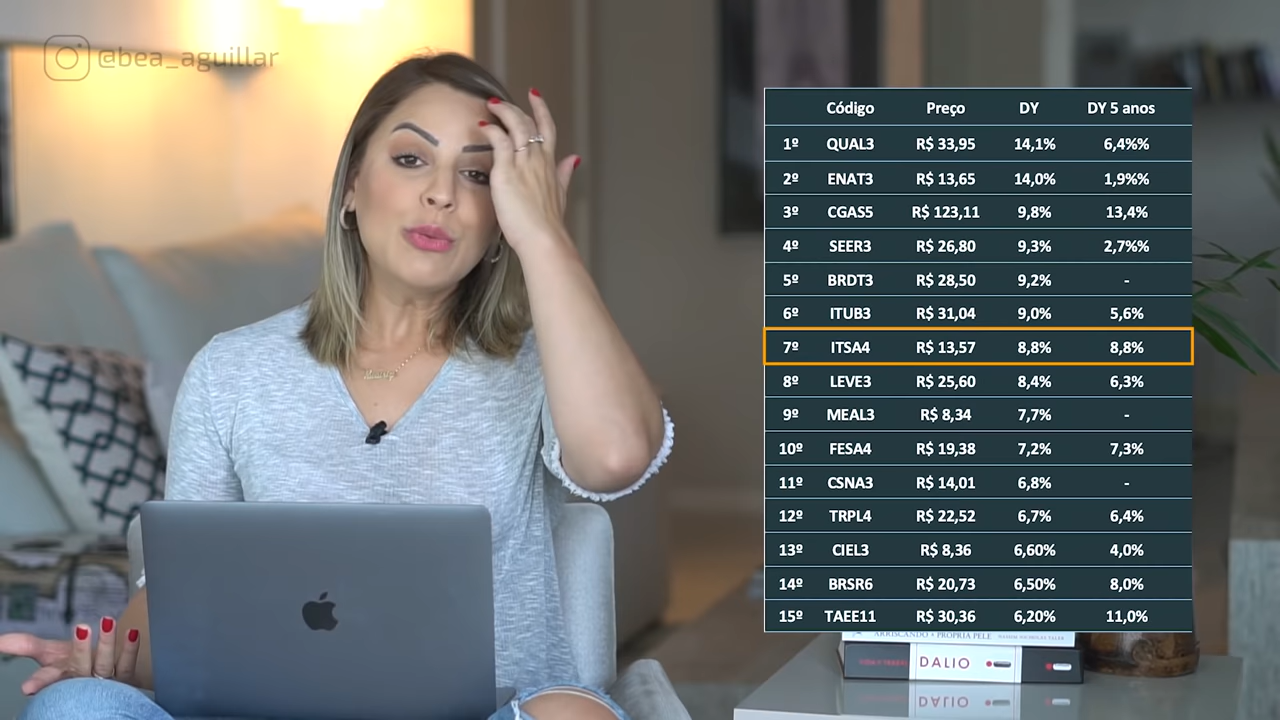 @bea_aguillar
Código Preço DY DY 5 anos
1º QUAL3 R$ 33,95 14,1% 6,4%%
2º ENAT3 R$ 13,65 14,0% 1,9%%
3º CGAS5 R$ 123,11 9,8% 13,4%
4º SEER3 R$ 26,80 9,3% 2,7%%
5º BRDT3 R$ 28,50 9,2% -
6º ITUB3 R$ 31,04 9,0% 5,6%
7º ITSA4 R$ 13,57 8,8% 8,8%
8º LEVE3 R$ 25,60 8,4% 6,3%
9º MEAL3 R$ 8,34 7,7% -
10º FESA4 R$ 19,38 7,2% 7,3%
11º CSNA3 R$ 14,01 6,8% -
12º TRPL4 R$ 22,52 6,7% 6,4%
13º CIEL3 R$ 8,36 6,60% 4,0%
14º BRSR6 R$ 20,73 6,50% 8,0%
15º TAEE11 R$ 30,36 6,20% 11,0%
ARRISCANDO A PRÓPRIA PELE
DALIO